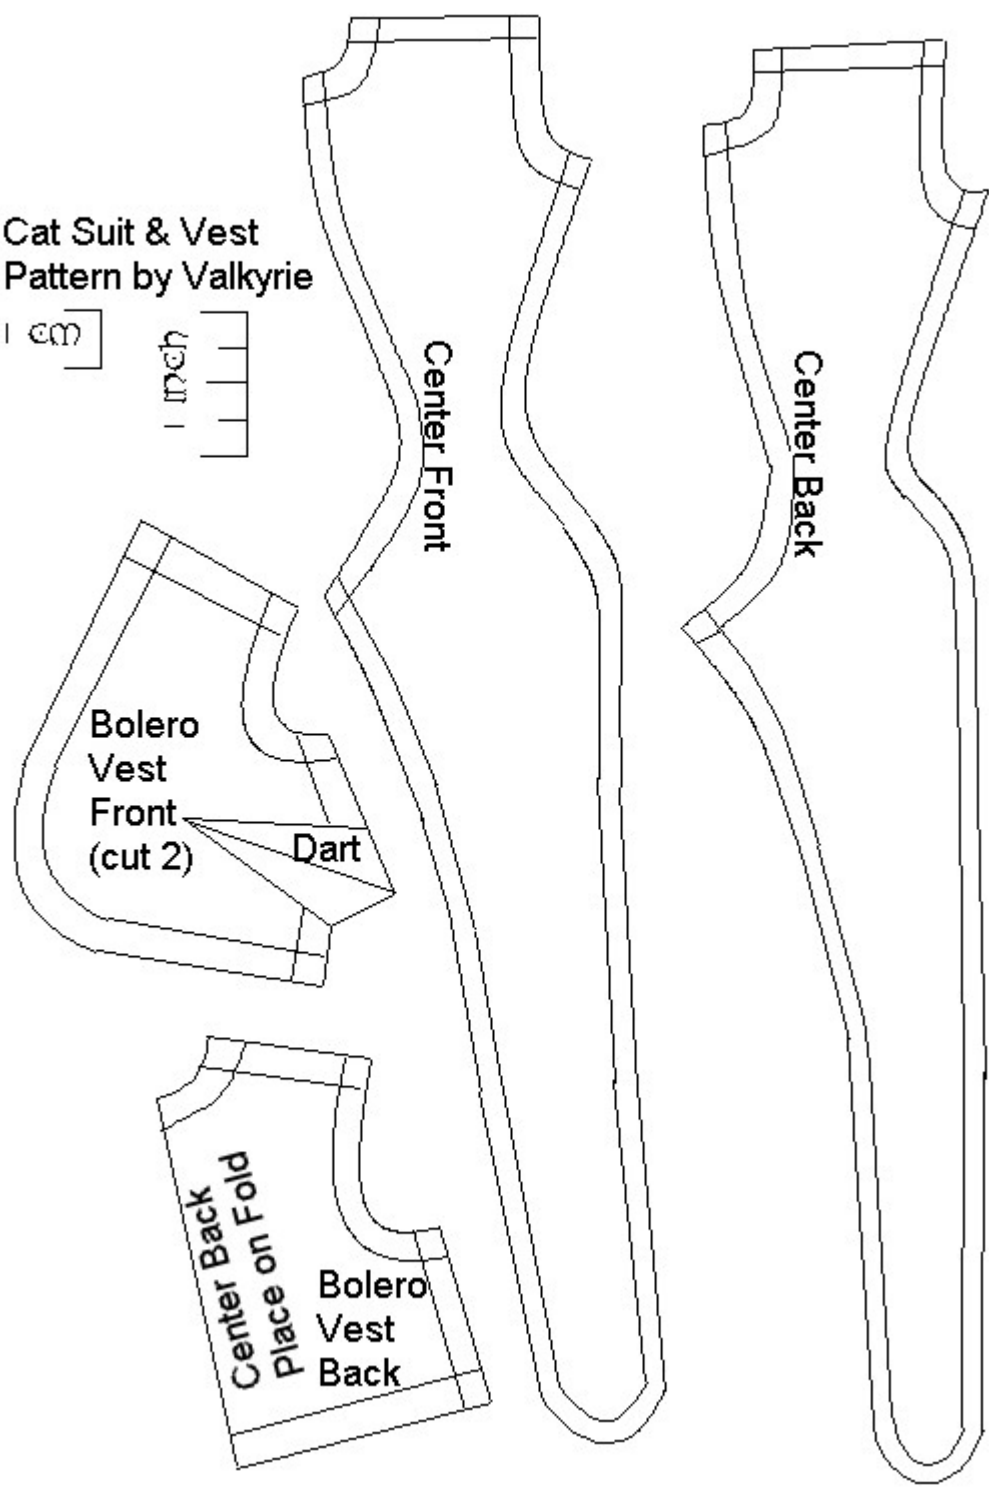 Cat Suit & Vest
Pattern by Valkyrie
1 cm
1 inch
Center Front
Center Back
Bolero
Vest
Front
(cut 2)
Dart
Center Back
Place on Fold
Bolero
Vest
Back